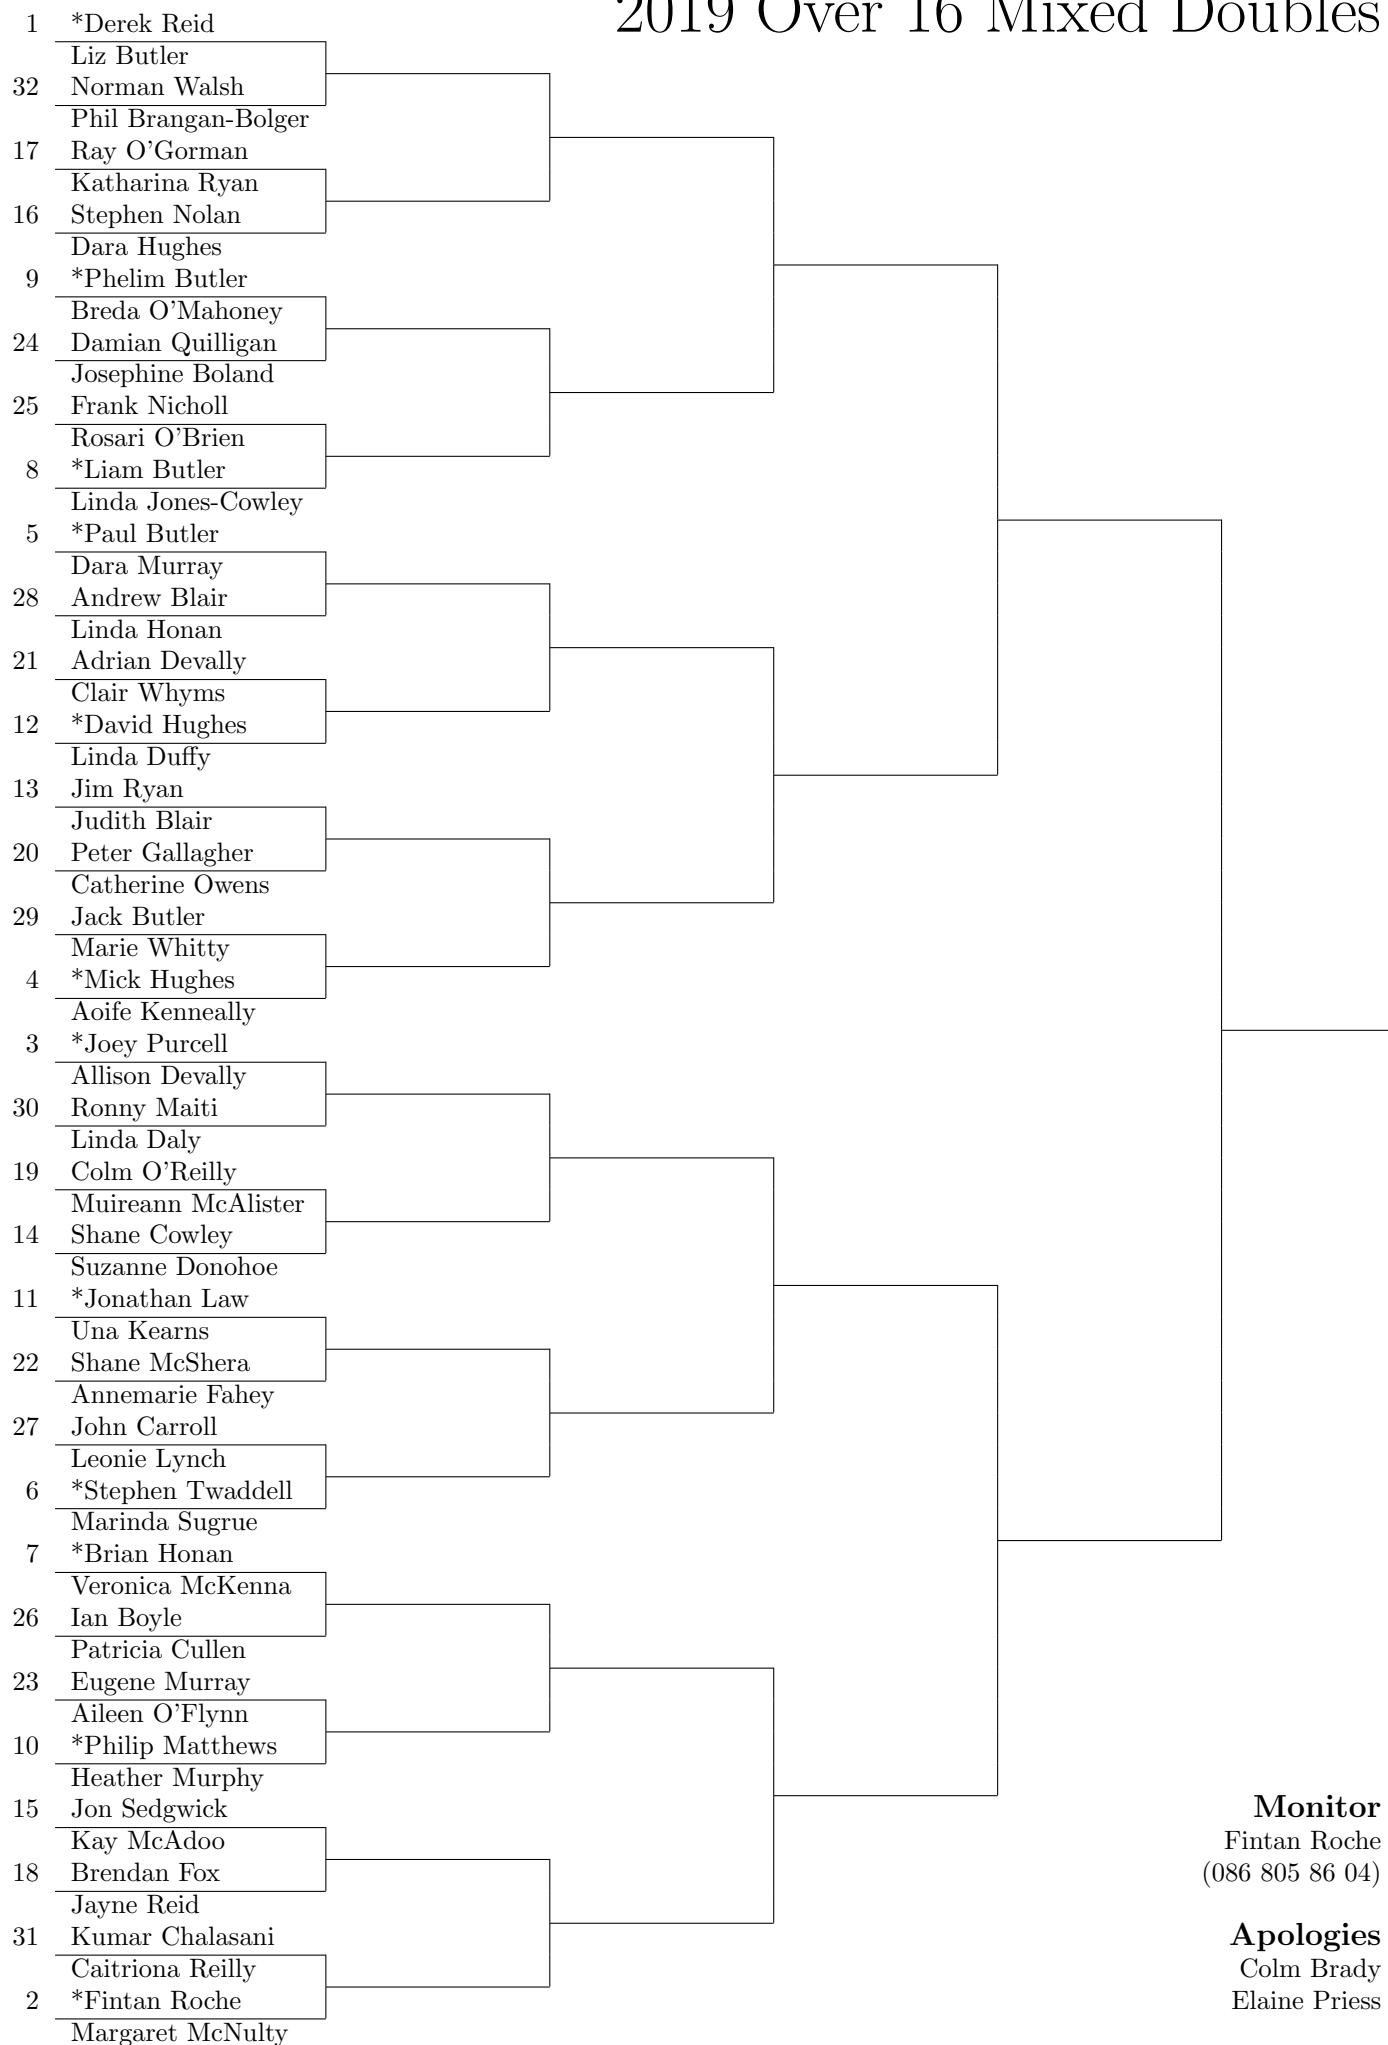 2019 Over 16 Mixed Doubles
1 *Derek Reid
Liz Butler
32 Norman Walsh
Phil Brangan-Bolger
17 Ray O'Gorman
Katharina Ryan
16 Stephen Nolan
Dara Hughes
9 *Phelim Butler
Breda O'Mahoney
24 Damian Quilligan
Josephine Boland
25 Frank Nicholl
Rosari O'Brien
8 *Liam Butler
Linda Jones-Cowley
5 *Paul Butler
Dara Murray
28 Andrew Blair
Linda Honan
21 Adrian Devally
Clair Whyms
12 *David Hughes
Linda Duffy
13 Jim Ryan
Judith Blair
20 Peter Gallagher
Catherine Owens
29 Jack Butler
Marie Whitty
4 *Mick Hughes
Aoife Kenneally
3 *Joey Purcell
Allison Devally
30 Ronny Maiti
Linda Daly
19 Colm O'Reilly
Muireann McAlister
14 Shane Cowley
Suzanne Donohoe
11 *Jonathan Law
Una Kearns
22 Shane McShera
Annemarie Fahey
27 John Carroll
Leonie Lynch
6 *Stephen Twaddell
Marinda Sugrue
7 *Brian Honan
Veronica McKenna
26 Ian Boyle
Patricia Cullen
23 Eugene Murray
Aileen O'Flynn
10 *Philip Matthews
Heather Murphy
15 Jon Sedgwick
Kay McAdoo
18 Brendan Fox
Jayne Reid
31 Kumar Chalasani
Caitriona Reilly
2 *Fintan Roche
Margaret McNulty
Monitor
Fintan Roche
(086 805 86 04)
Apologies
Colm Brady
Elaine Priess